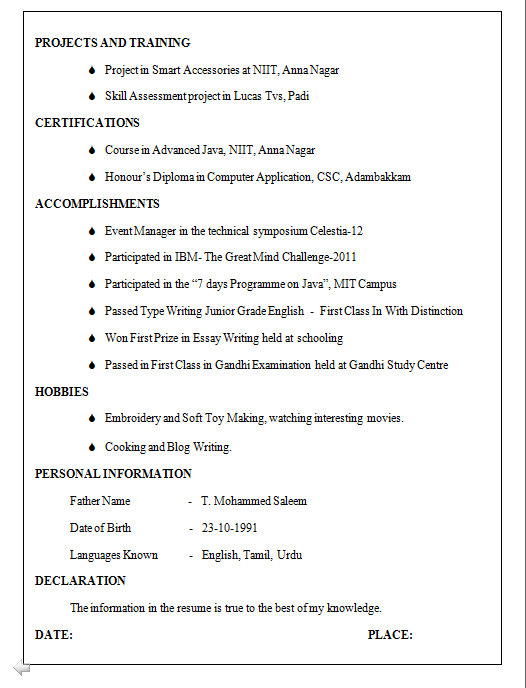 PROJECTS AND TRAINING
Project in Smart Accessories at NIIT, Anna Nagar
Skill Assessment project in Lucas Tvs, Padi
CERTIFICATIONS
Course in Advanced Java, NIIT, Anna Nagar
Honour's Diploma in Computer Application, CSC, Adambakkam
ACCOMPLISHMENTS
Event Manager in the technical symposium Celestia-12
Participated in IBM- The Great Mind Challenge-2011
Participated in the “7 days Programme on Java”, MIT Campus
Passed Type Writing Junior Grade English - First Class In With Distinction
Won First Prize in Essay Writing held at schooling
Passed in First Class in Gandhi Examination held at Gandhi Study Centre
HOBBIES
Embroidery and Soft Toy Making, watching interesting movies.
Cooking and Blog Writing.
PERSONAL INFORMATION
Father Name - T. Mohammed Saleem
Date of Birth - 23-10-1991
Languages Known - English, Tamil, Urdu
DECLARATION
The information in the resume is true to the best of my knowledge.
DATE: PLACE: